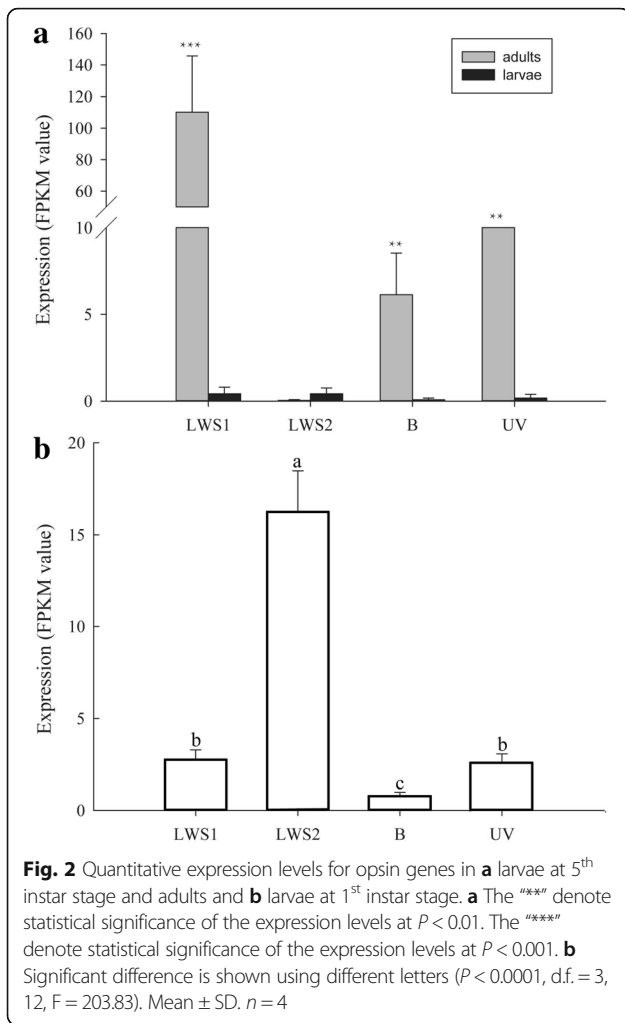 a
160
140
120
100
80
60
10
5
0
Expression (FPKM value)
adults
larvae
***
**
**
LWS1 LWS2 B UV
b
20
15
10
5
0
Expression (FPKM value)
b
a
c
b
LWS1 LWS2 B UV
Fig. 2 Quantitative expression levels for opsin genes in a larvae at 5th
instar stage and adults and b larvae at 1st instar stage. a The “**” denote
statistical significance of the expression levels at P < 0.01. The “***”
denote statistical significance of the expression levels at P < 0.001. b
Significant difference is shown using different letters (P < 0.0001, d.f. = 3,
12, F = 203.83). Mean ± SD. n = 4